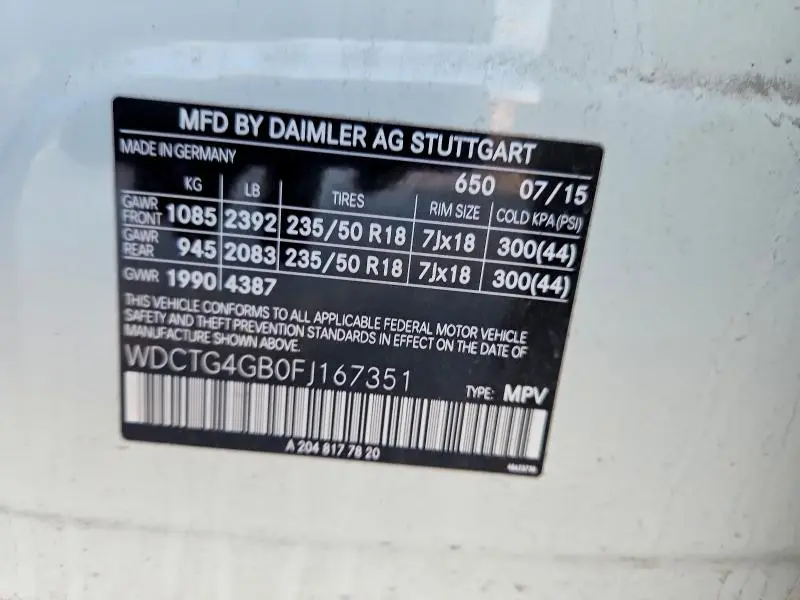 MFD BY DAIMLER AG STUTTGART
MADE IN GERMANY
650 07/15
KG LB TIRES RIM SIZE COLD KPA(PSI)
GAWR FRONT 1085 2392 235/50 R18 7Jx18 300(44)
GAWR REAR 945 2083 235/50 R18 7Jx18 300(44)
GVWR 1990 4387
THIS VEHICLE CONFORMS TO ALL APPLICABLE FEDERAL MOTOR VEHICLE
SAFETY AND THEFT PREVENTION STANDARDS IN EFFECT ON THE DATE OF
MANUFACTURE SHOWN ABOVE.
WDCTG4GB0FJ167351
TYPE: MPV
A 204 817 78 20